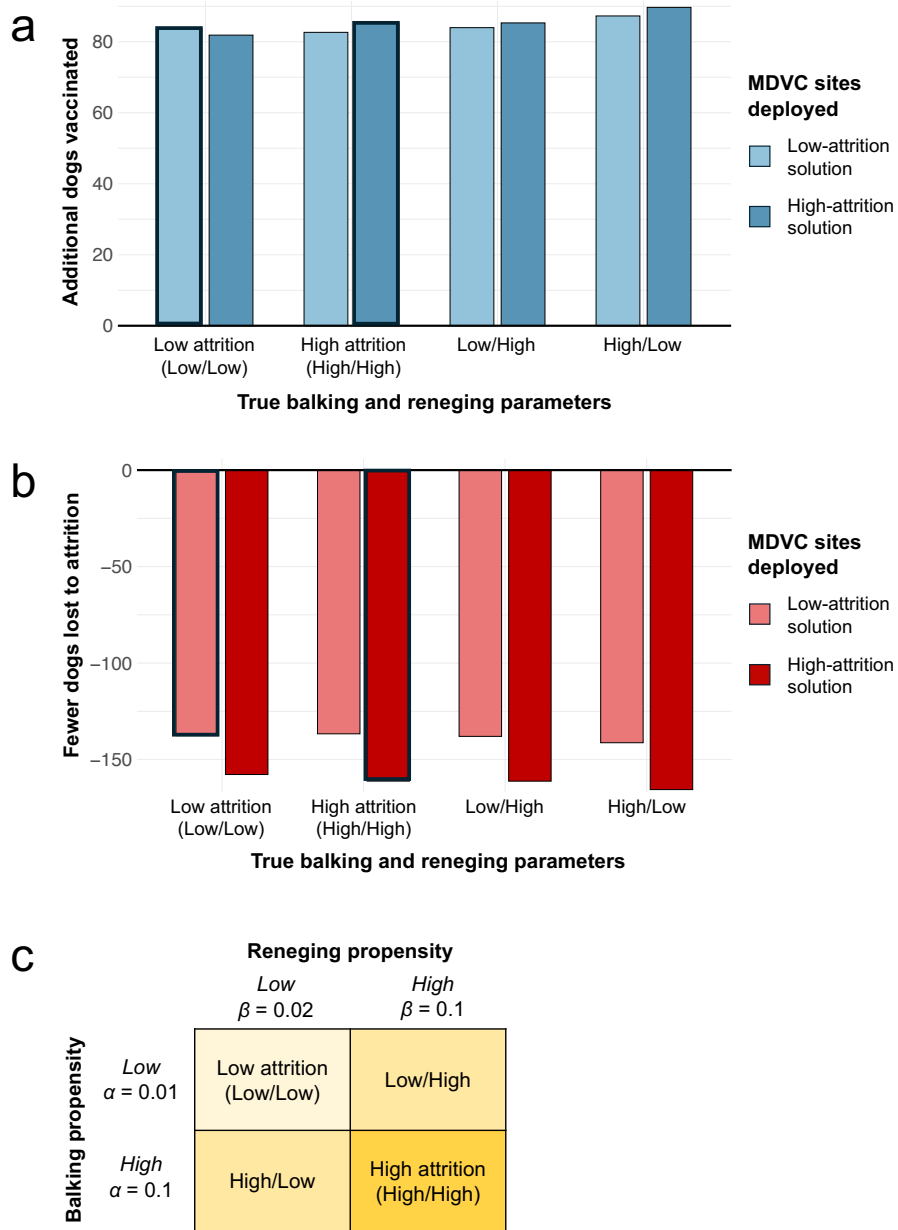 a
Additional dogs vaccinated
80
60
40
20
0
Low attrition
(Low/Low)
High attrition
(High/High)
Low/High
High/Low
True balking and reneging parameters
MDVC sites
deployed
Low-attrition
solution
High-attrition
solution
b
Fewer dogs lost to attrition
0
−50
−100
−150
Low attrition
(Low/Low)
High attrition
(High/High)
Low/High
High/Low
True balking and reneging parameters
MDVC sites
deployed
Low-attrition
solution
High-attrition
solution
c
Reneging propensity
Low
β = 0.02
High
β = 0.1
Balking propensity
Low
α = 0.01
Low attrition
(Low/Low)
Low/High
High
α = 0.1
High/Low
High attrition
(High/High)